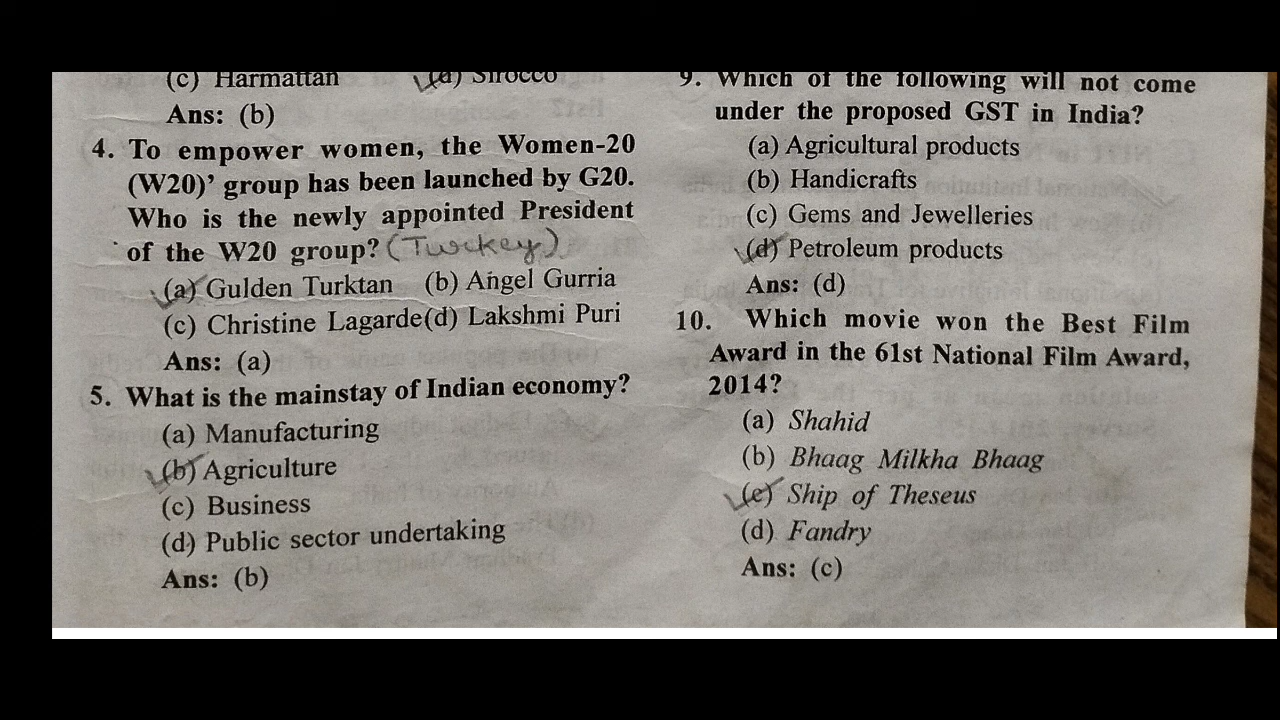 (c) Harmattan (d) Sirocco
Ans: (b)
4. To empower women, the Women-20
(W20)’ group has been launched by G20.
Who is the newly appointed President
of the W20 group? (Turkey)
(a) Gulden Turktan (b) Angel Gurria
(c) Christine Lagarde(d) Lakshmi Puri
Ans: (a)
5. What is the mainstay of Indian economy?
(a) Manufacturing
(b) Agriculture
(c) Business
(d) Public sector undertaking
Ans: (b)
9. Which of the following will not come
under the proposed GST in India?
(a) Agricultural products
(b) Handicrafts
(c) Gems and Jewelleries
(d) Petroleum products
Ans: (d)
10. Which movie won the Best Film
Award in the 61st National Film Award,
2014?
(a) Shahid
(b) Bhaag Milkha Bhaag
(c) Ship of Theseus
(d) Fandry
Ans: (c)